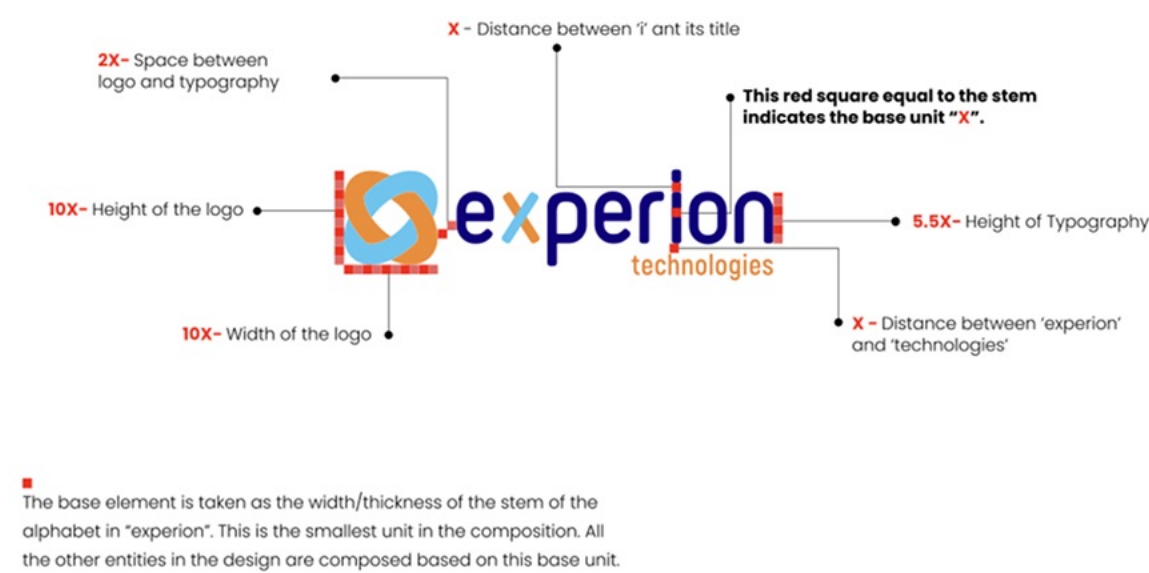 X - Distance between ‘i’ ant its title
2X- Space between
logo and typography
This red square equal to the stem
indicates the base unit “X”.
10X- Height of the logo
experion
technologies
5.5X- Height of Typography
10X- Width of the logo
X - Distance between ‘experion’
and ‘technologies’
The base element is taken as the width/thickness of the stem of the
alphabet in “experion”. This is the smallest unit in the composition. All
the other entities in the design are composed based on this base unit.